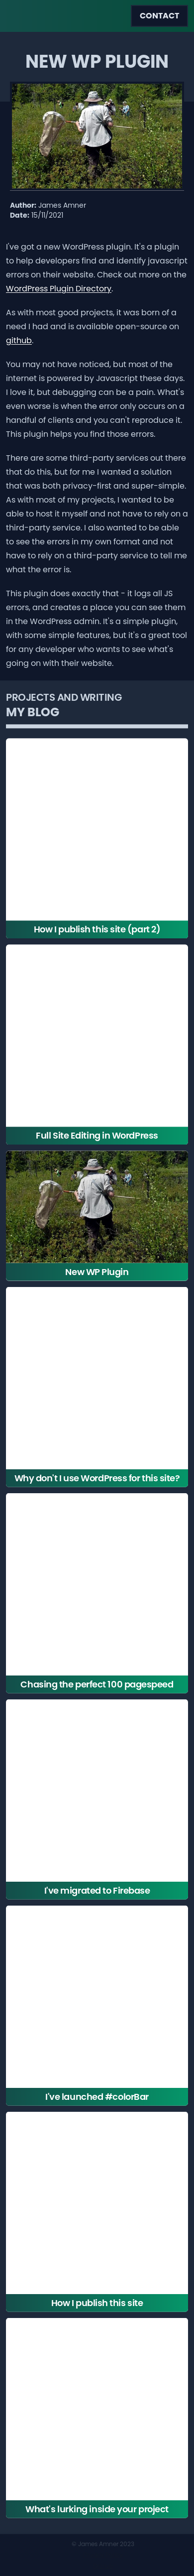 CONTACT
NEW WP PLUGIN
Author: James Amner
Date: 15/11/2021
I've got a new WordPress plugin. It's a plugin
to help developers find and identify javascript
errors on their website. Check out more on the
WordPress Plugin Directory.
As with most good projects, it was born of a
need I had and is available open-source on
github.
You may not have noticed, but most of the
internet is powered by Javascript these days.
I love it, but debugging can be a pain. What's
even worse is when the error only occurs on a
handful of clients and you can't reproduce it.
This plugin helps you find those errors.
There are some third-party services out there
that do this, but for me I wanted a solution
that was both privacy-first and super-simple.
As with most of my projects, I wanted to be
able to host it myself and not have to rely on a
third-party service. I also wanted to be able
to see the errors in my own format and not
have to rely on a third-party service to tell me
what the error is.
This plugin does exactly that - it logs all JS
errors, and creates a place you can see them
in the WordPress admin. It's a simple plugin,
with some simple features, but it's a great tool
for any developer who wants to see what's
going on with their website.
PROJECTS AND WRITING
MY BLOG
How I publish this site (part 2)
Full Site Editing in WordPress
New WP Plugin
Why don't I use WordPress for this site?
Chasing the perfect 100 pagespeed
I've migrated to Firebase
I've launched #colorBar
How I publish this site
What's lurking inside your project
© James Amner 2023